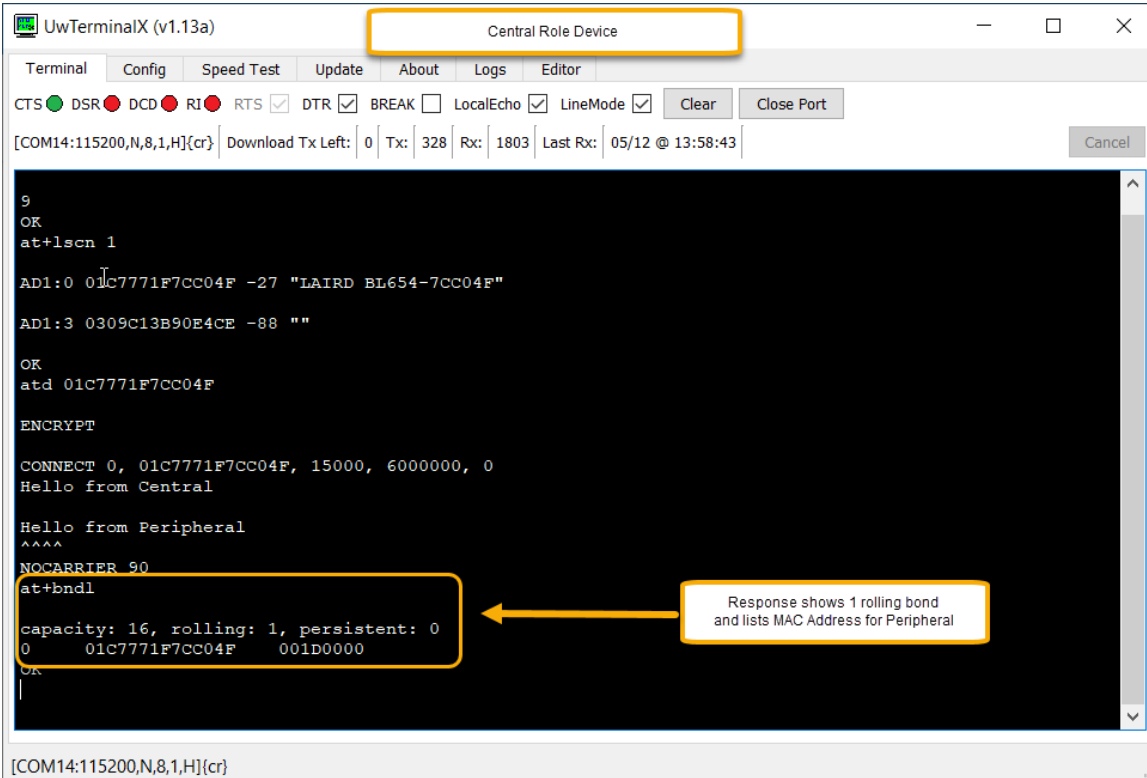 UwTerminalX (v1.13a)
Central Role Device
Terminal Config Speed Test Update About Logs Editor
CTS DSR DCD RI RTS DTR BREAK LocalEcho LineMode Clear Close Port
[COM14:115200,N,8,1,H]{cr} Download Tx Left: 0 Tx: 328 Rx: 1803 Last Rx: 05/12 @ 13:58:43 Cancel
9
OK
at+lscn 1
AD1:0 01C7771F7CC04F -27 "LAIRD BL654-7CC04F"
AD1:3 0309C13B90E4CE -88 ""
OK
atd 01C7771F7CC04F
ENCRYPT
CONNECT 0, 01C7771F7CC04F, 15000, 6000000, 0
Hello from Central
Hello from Peripheral
^^^^
NOCARRIER 90
at+bndl
capacity: 16, rolling: 1, persistent: 0
0 01C7771F7CC04F 001D0000
OK
Response shows 1 rolling bond
and lists MAC Address for Peripheral
[COM14:115200,N,8,1,H]{cr}